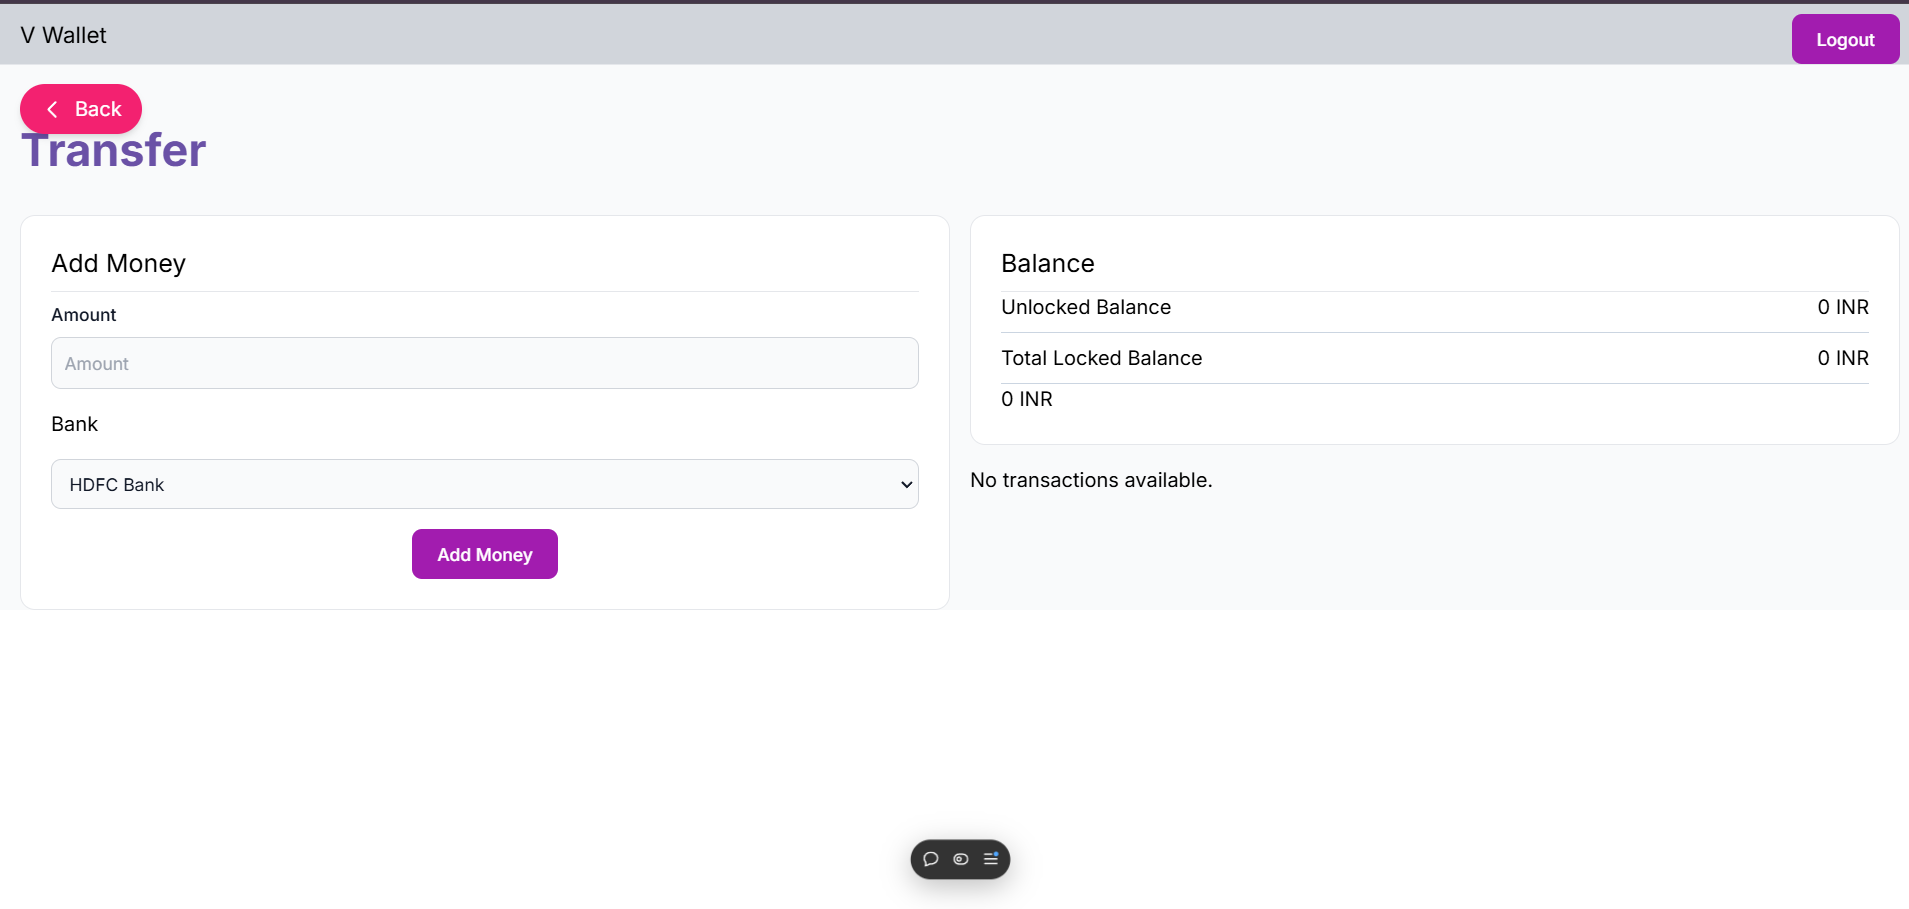 V Wallet
Logout
Back
Transfer
Add Money
Amount
Amount
Bank
HDFC Bank
Add Money
Balance
Unlocked Balance 0 INR
Total Locked Balance 0 INR
0 INR
No transactions available.